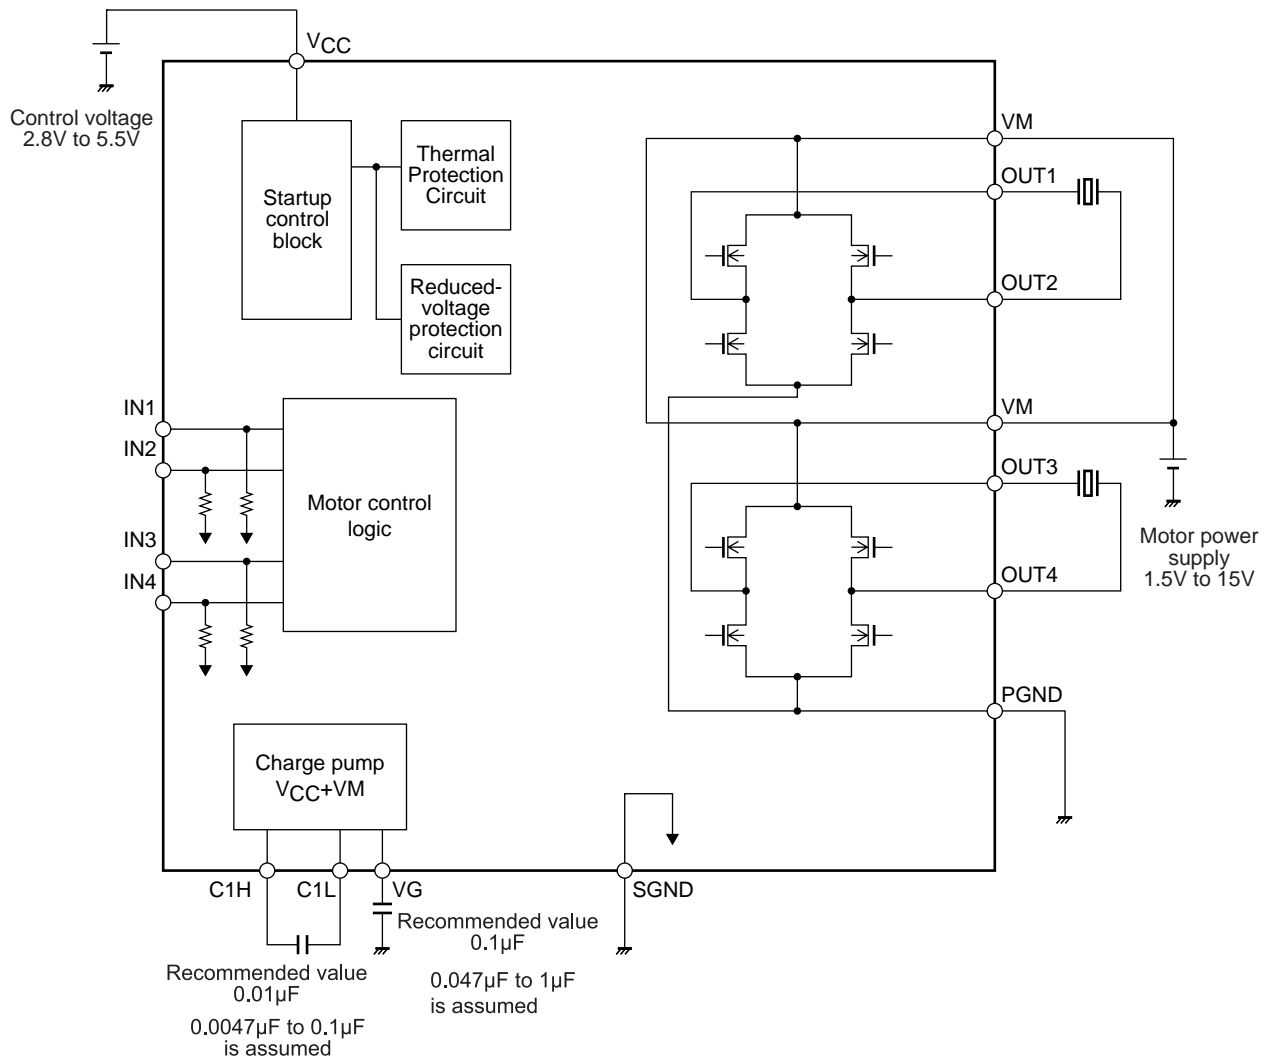 VCC
Control voltage
2.8V to 5.5V
Startup
control
block
Thermal
Protection
Circuit
Reduced-
voltage
protection
circuit
VM
OUT1
OUT2
VM
OUT3
OUT4
Motor power
supply
1.5V to 15V
PGND
IN1
IN2
IN3
IN4
Motor control
logic
Charge pump
VCC+VM
C1H
C1L
VG
SGND
Recommended value
0.1µF
0.047µF to 1µF
is assumed
Recommended value
0.01µF
0.0047µF to 0.1µF
is assumed